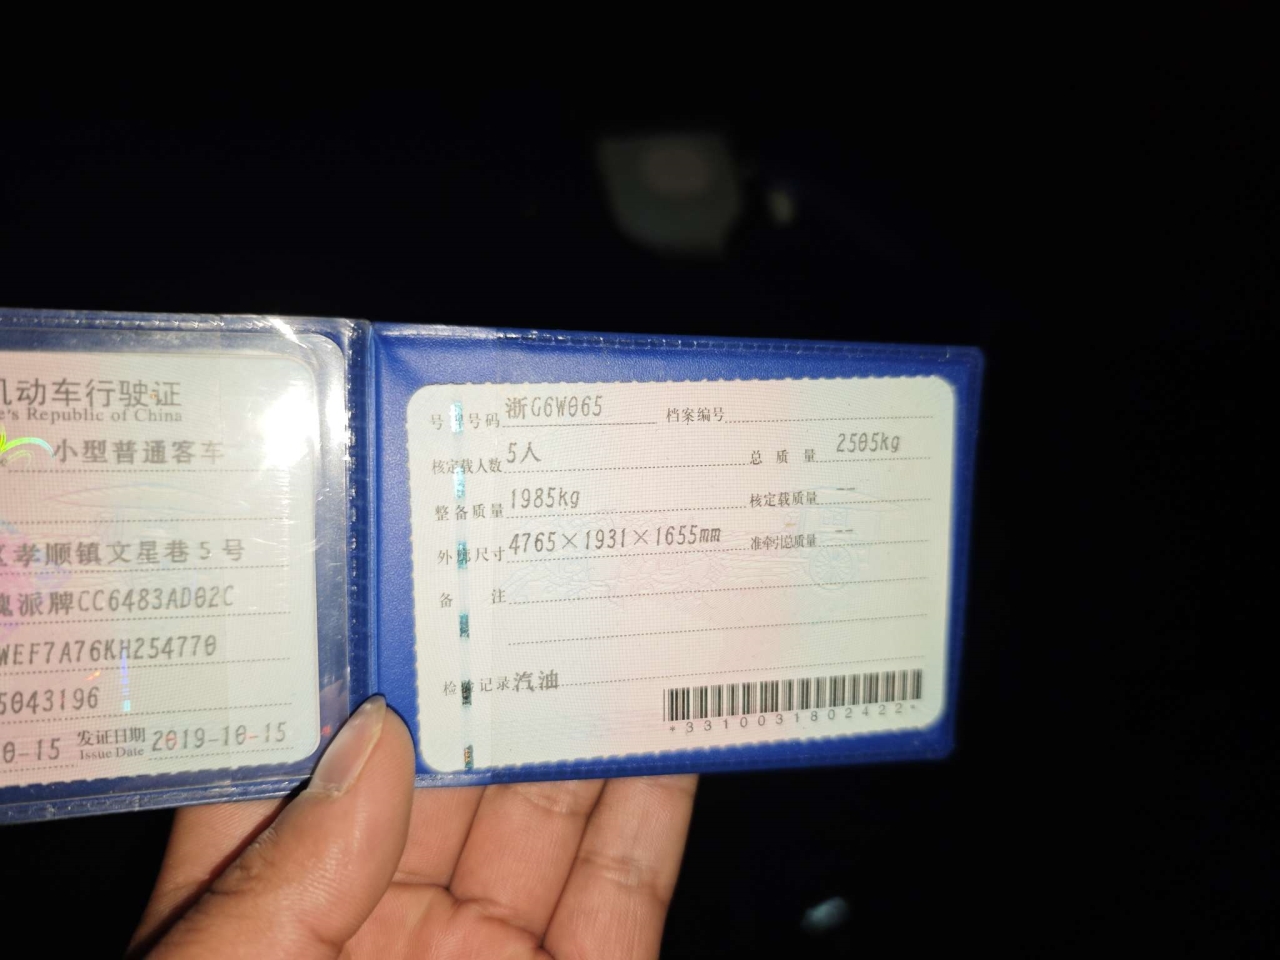 机动车行驶证
e's Republic of China
小型普通客车
孝顺镇文星巷5号
派牌CC6483AD02C
WEF7A76KH254770
5043196
0-15 发证日期 2019-10-15
Issue Date
号牌号码 浙G6W065 档案编号
核定载人数 5人 总质量 2505kg
整备质量 1985kg 核定载质量 --
外廓尺寸 4765×1931×1655mm 准牵引总质量 --
备注
检验记录 汽油
*3310031802422*